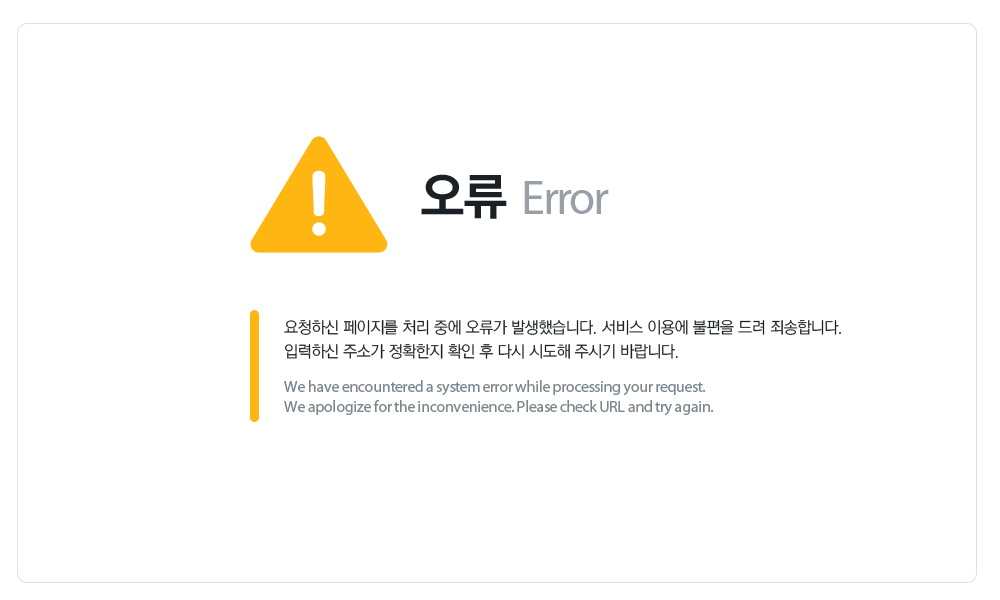 오류 Error
요청하신 페이지를 처리 중에 오류가 발생했습니다. 서비스 이용에 불편을 드려 죄송합니다.
입력하신 주소가 정확한지 확인 후 다시 시도해 주시기 바랍니다.
We have encountered a system error while processing your request.
We apologize for the inconvenience. Please check URL and try again.